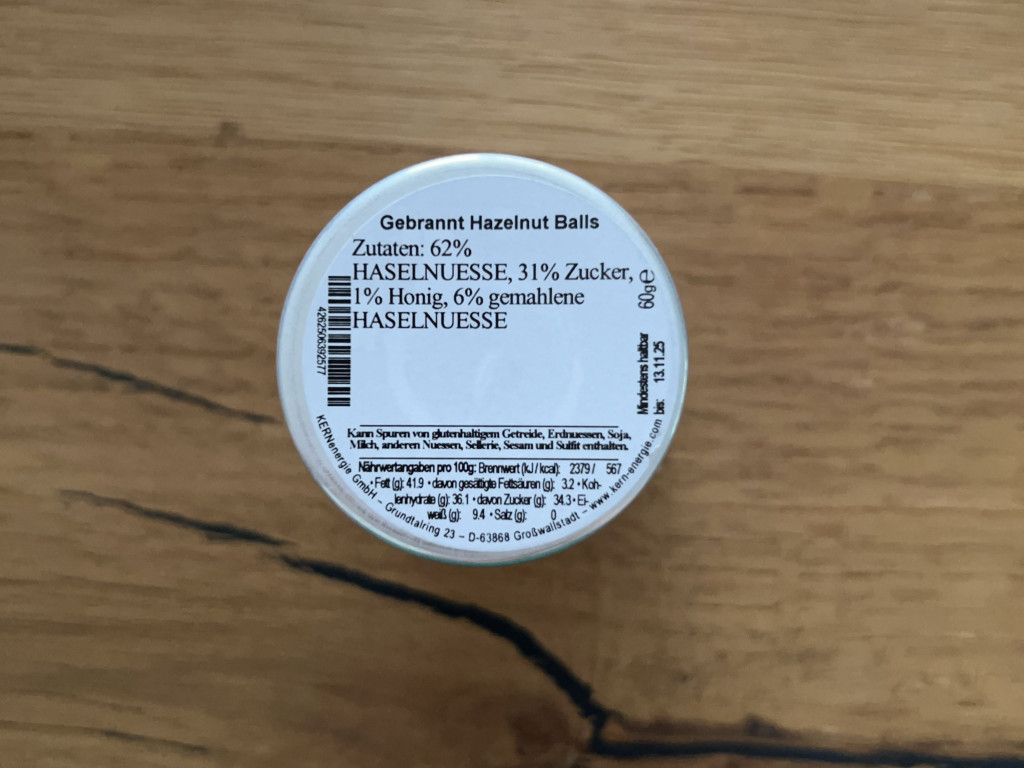 Gebrannt Hazelnut Balls
Zutaten: 62%
HASELNUESSE, 31% Zucker,
1% Honig, 6% gemahlene
HASELNUESSE
4262506392577
60g e
Mindestens haltbar
bis: 13.11.25
Kann Spuren von glutenhaltigem Getreide, Erdnuessen, Soja,
Milch, anderen Nuessen, Sellerie, Sesam und Sulfit enthalten.
Nährwertangaben pro 100g: Brennwert (kJ / kcal): 2379 / 567
• Fett (g): 41.9 • davon gesättigte Fettsäuren (g): 3.2 • Koh-
lenhydrate (g): 36.1 • davon Zucker (g): 34.3 • Ei-
weiß (g): 9.4 • Salz (g): 0
KERNenergie GmbH – Grundtalring 23 – D-63868 Großwallstadt – www.kern-energie.com